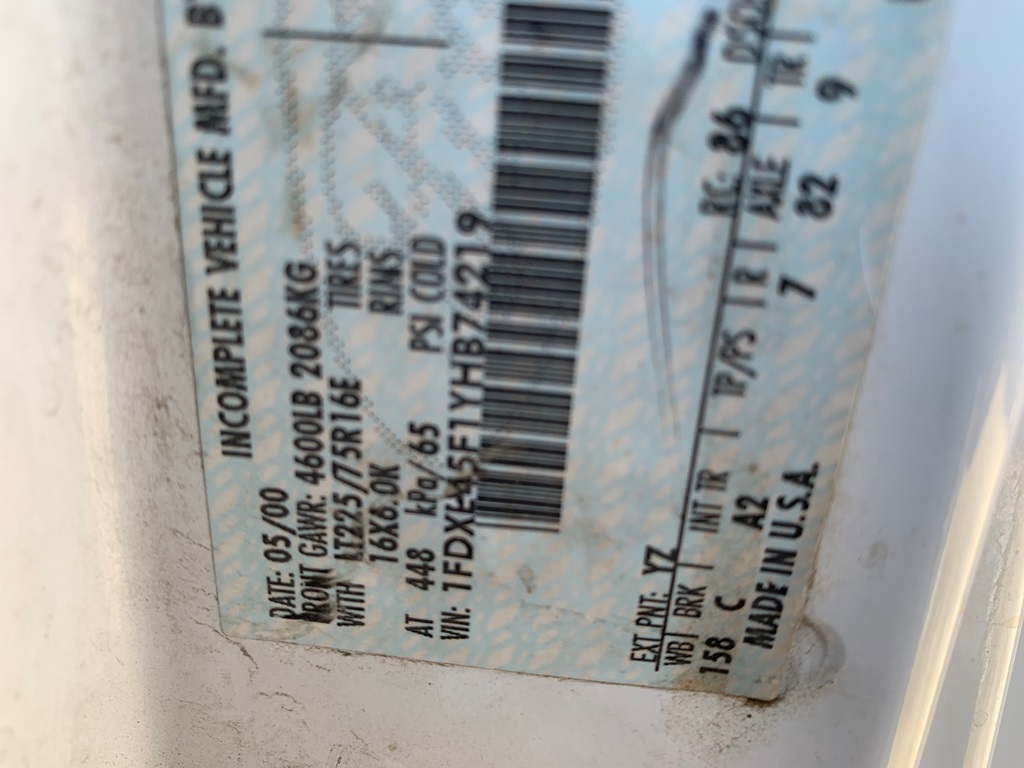 INCOMPLETE VEHICLE MFD. B
DATE: 05/00
FRONT GAWR: 4600LB 2086KG
WITH LT225/75R16E TIRES
16X6.0K RIMS
AT 448 kPa/65 PSI COLD
VIN: 1FDXE45F1YHB74219
EXT PNT: YZ RC: 86
WB BRK INT TR TP/PS R AXLE TR
158 C A2 7 82 9
MADE IN U.S.A.